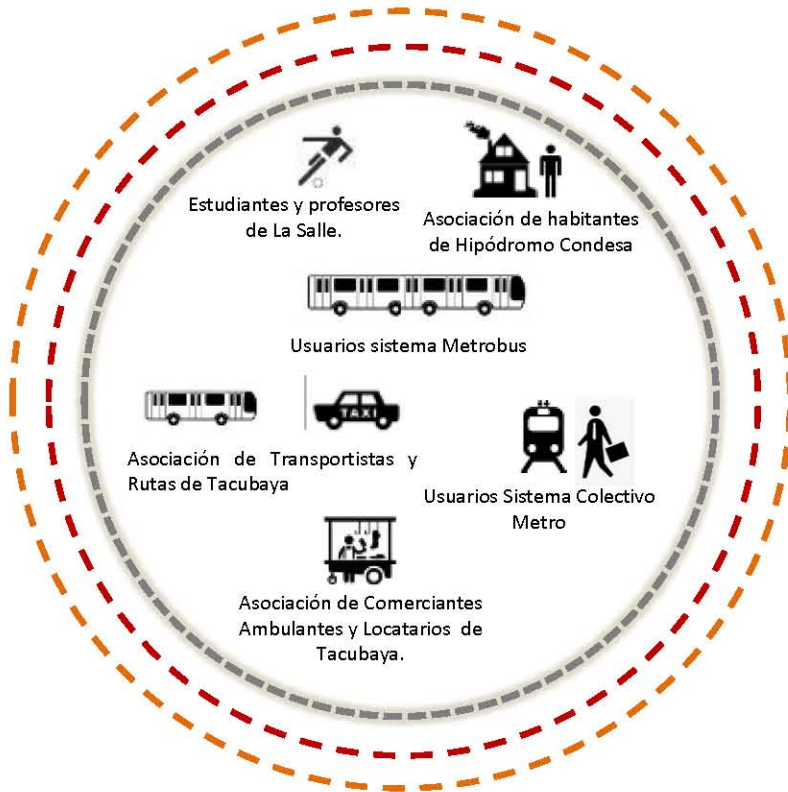 Estudiantes y profesores
de La Salle.
Asociación de habitantes
de Hipódromo Condesa
Usuarios sistema Metrobus
TAXI
Asociación de Transportistas y
Rutas de Tacubaya
Usuarios Sistema Colectivo
Metro
Asociación de Comerciantes
Ambulantes y Locatarios de
Tacubaya.